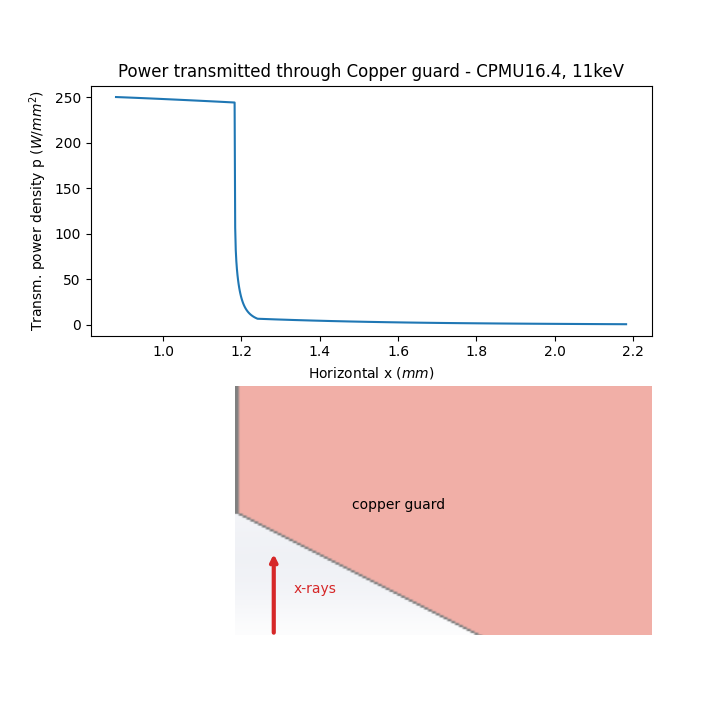 Power transmitted through Copper guard - CPMU16.4, 11keV
Transm. power density p (W/mm²)
250
200
150
100
50
0
1.0 1.2 1.4 1.6 1.8 2.0 2.2
Horizontal x (mm)
copper guard
x-rays